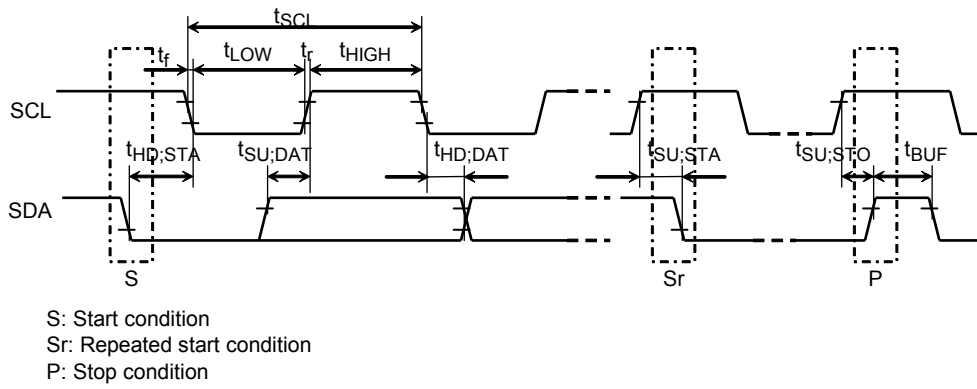 tSCL
tf tLOW tr tHIGH
SCL
tHD;STA tSU;DAT tHD;DAT tSU;STA tSU;STO tBUF
SDA
S Sr P
S: Start condition
Sr: Repeated start condition
P: Stop condition